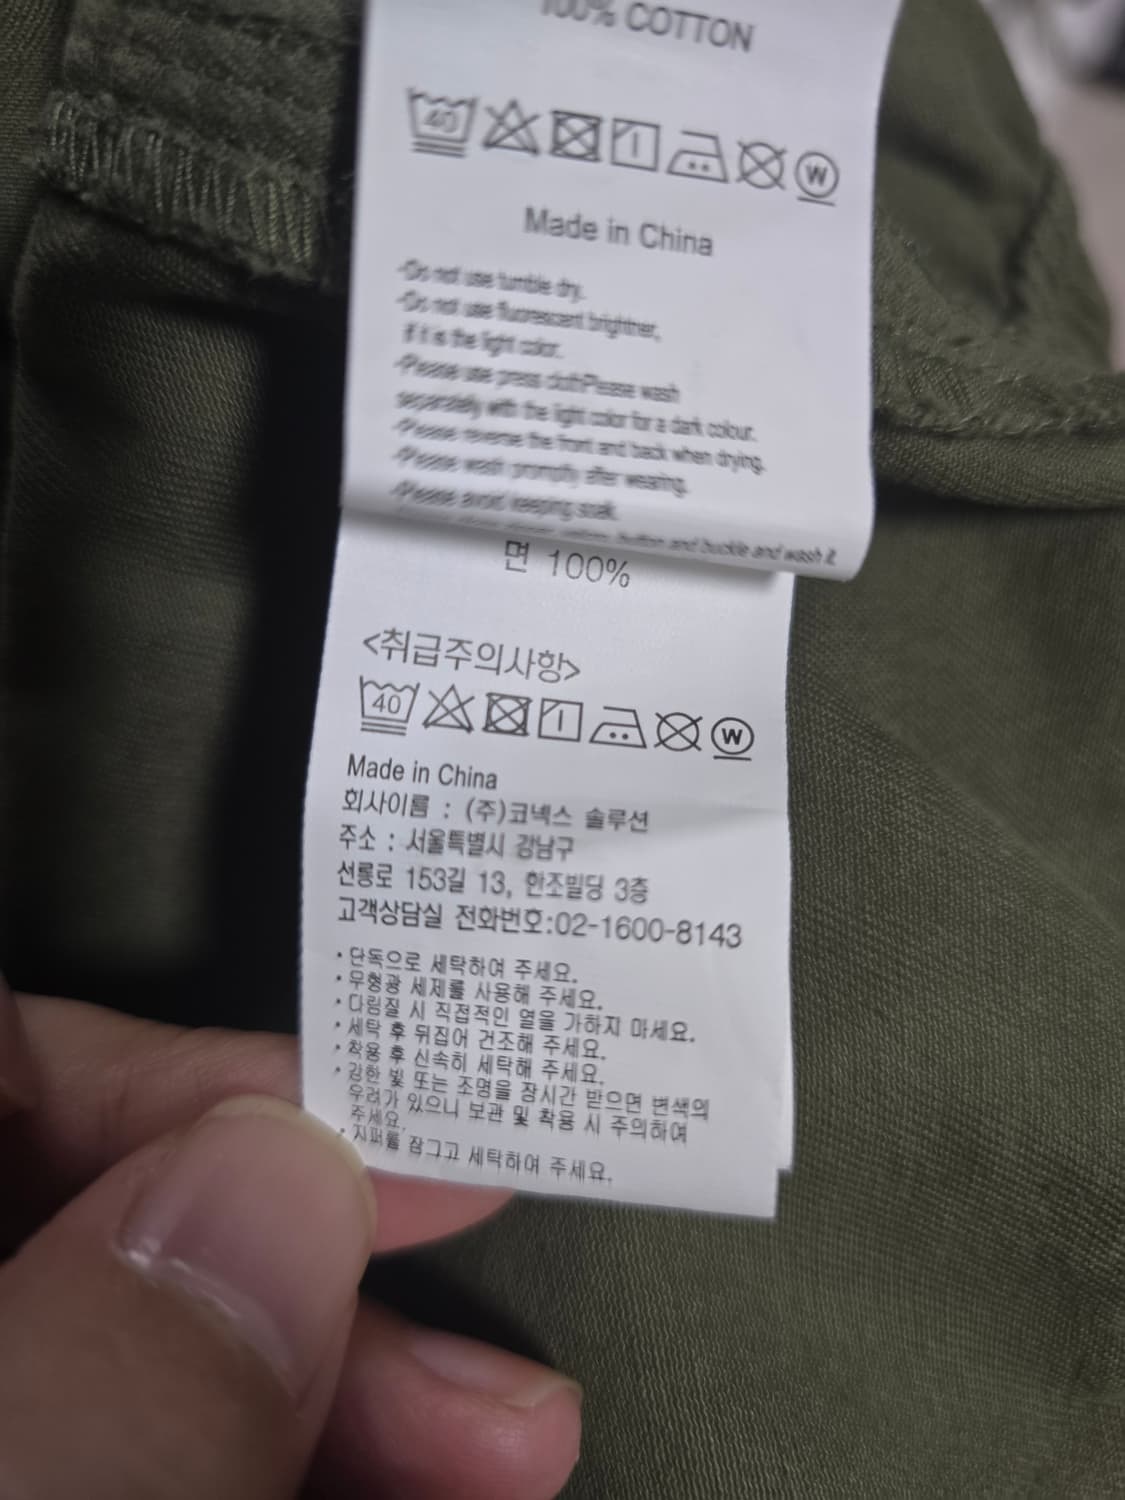 100% COTTON
40 W
Made in China
-Do not use tumble dry.
-Do not use fluorescent brightner,
if it is the light color.
-Please use press clothPlease wash
seperately with the light color for a dark colour.
-Please reverse the front and back when drying.
-Please wash promptly after wearing.
-Please avoid keeping soak.
button and buckle and wash it
면 100%
<취급주의사항>
40 W
Made in China
회사이름 : (주)코넥스 솔루션
주소 : 서울특별시 강남구
선릉로 153길 13, 한조빌딩 3층
고객상담실 전화번호:02-1600-8143
· 단독으로 세탁하여 주세요.
· 무형광 세제를 사용해 주세요.
· 다림질 시 직접적인 열을 가하지 마세요.
· 세탁 후 뒤집어 건조해 주세요.
· 착용 후 신속히 세탁해 주세요.
· 강한 빛 또는 조명을 장시간 받으면 변색의
우려가 있으니 보관 및 착용 시 주의하여
주세요.
· 지퍼를 잠그고 세탁하여 주세요.